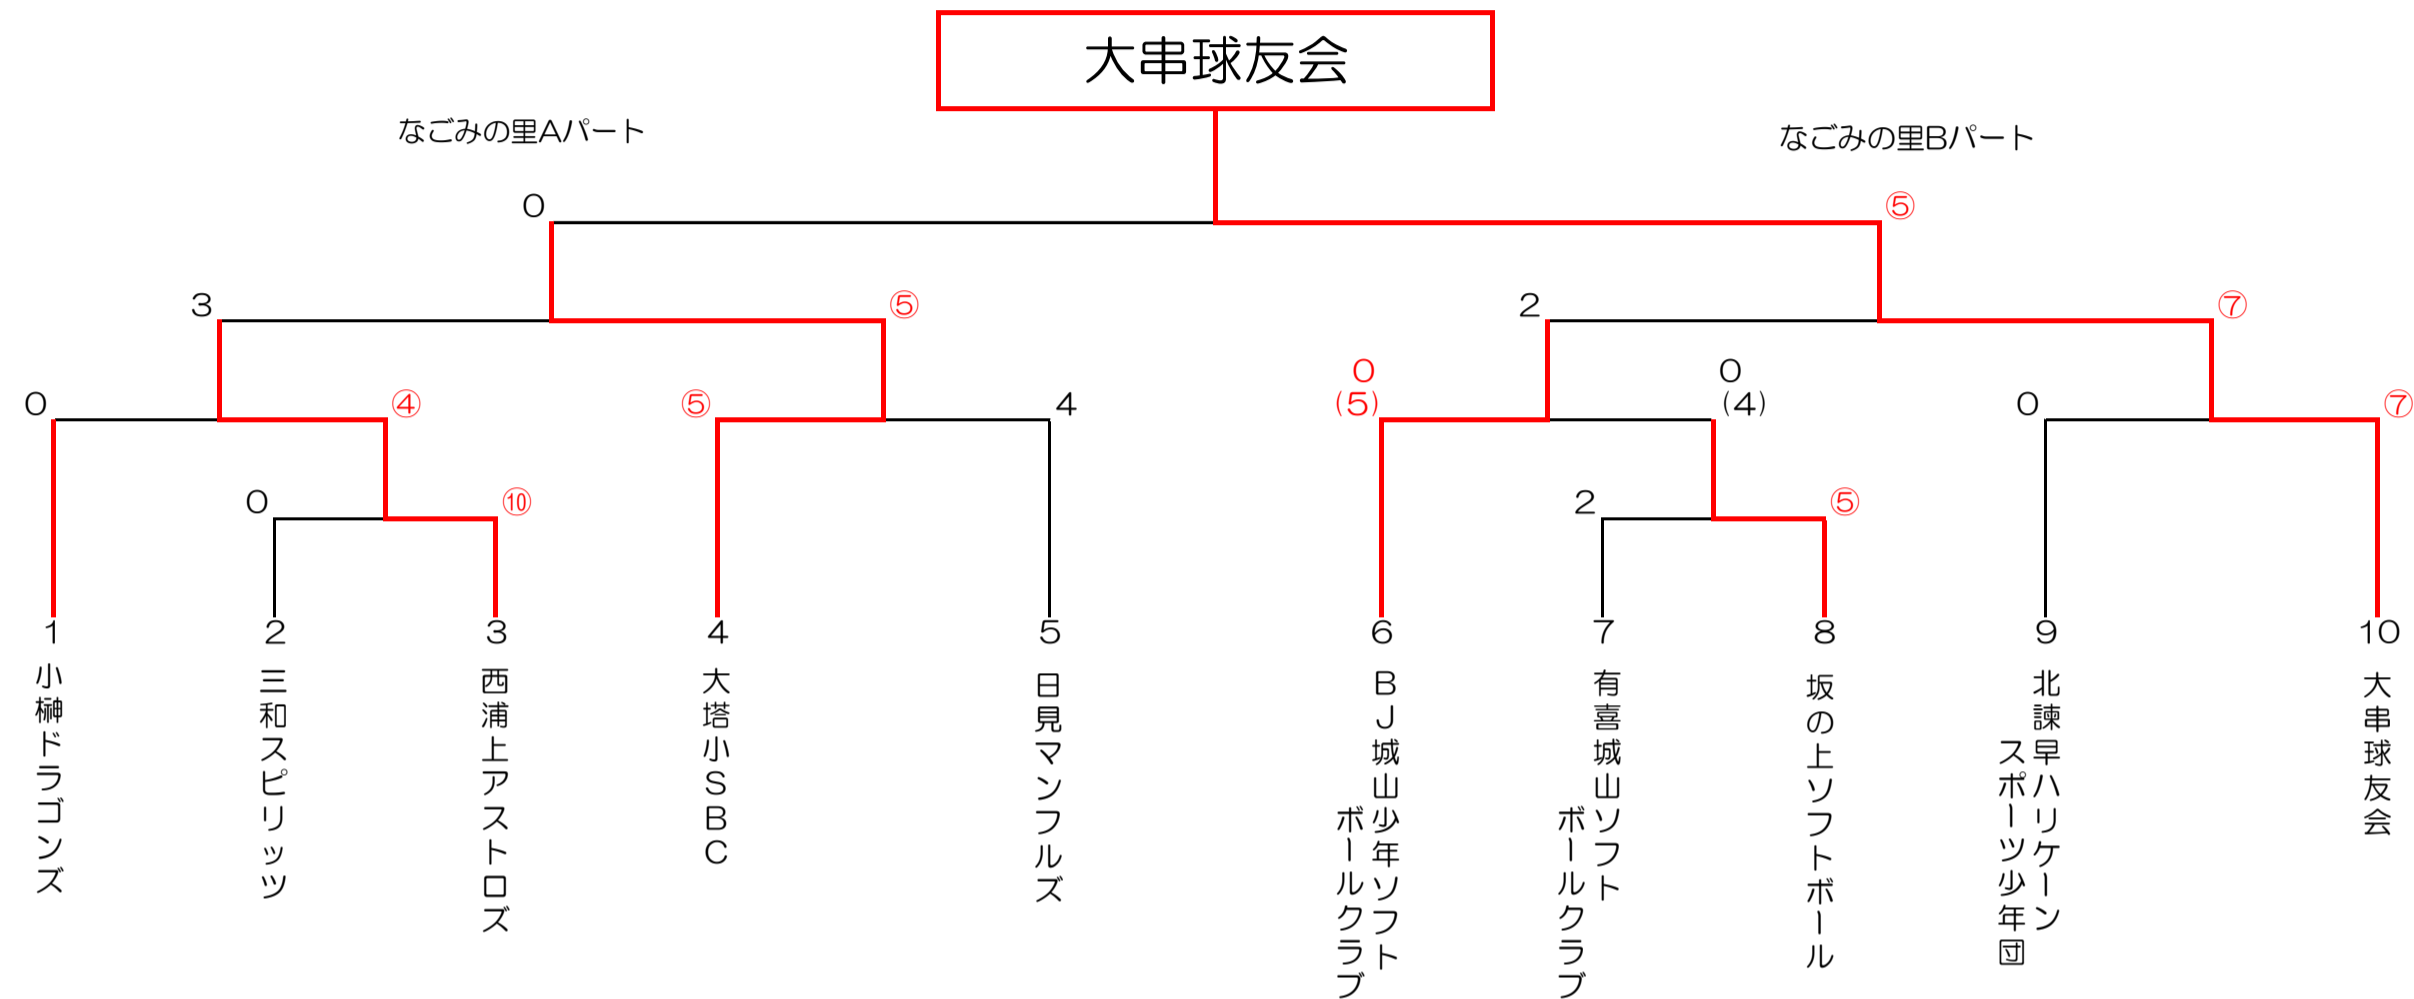 大串球友会
なごみの里Aパート
なごみの里Bパート
0
⑤
3
⑤
2
⑦
0
④
⑤
4
0
(5)
0
(4)
0
⑦
0
⑩
2
⑤
1
2
3
4
5
6
7
8
9
10
小榊ドラゴンズ
三和スピリッツ
西浦上アストロズ
大塔小SBC
日見マンフルズ
BJ城山少年ソフト
ボールクラブ
有喜城山ソフト
ボールクラブ
坂の上ソフトボール
北諫早ハリケーン
スポーツ少年団
大串球友会